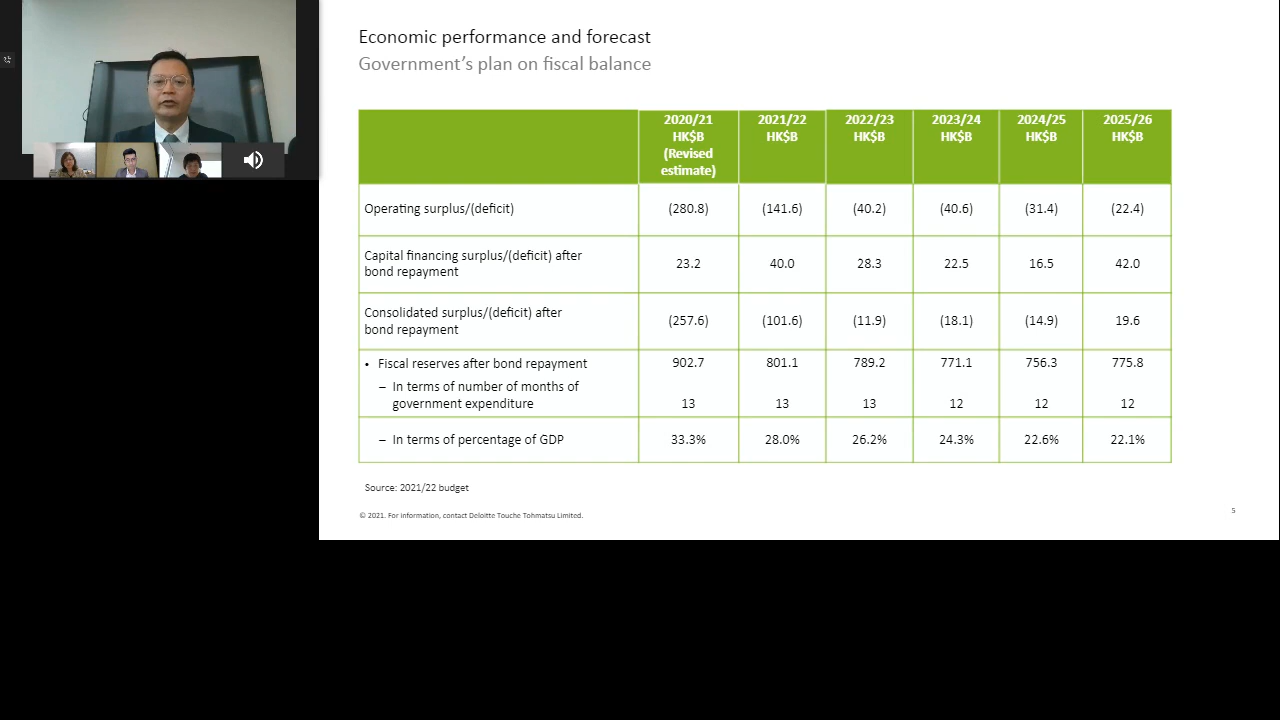 Economic performance and forecast
Government's plan on fiscal balance
2020/21 HK$B (Revised estimate) 2021/22 HK$B 2022/23 HK$B 2023/24 HK$B 2024/25 HK$B 2025/26 HK$B
Operating surplus/(deficit) (280.8) (141.6) (40.2) (40.6) (31.4) (22.4)
Capital financing surplus/(deficit) after
bond repayment 23.2 40.0 28.3 22.5 16.5 42.0
Consolidated surplus/(deficit) after
bond repayment (257.6) (101.6) (11.9) (18.1) (14.9) 19.6
• Fiscal reserves after bond repayment 902.7 801.1 789.2 771.1 756.3 775.8
– In terms of number of months of
government expenditure 13 13 13 12 12 12
– In terms of percentage of GDP 33.3% 28.0% 26.2% 24.3% 22.6% 22.1%
Source: 2021/22 budget
© 2021. For information, contact Deloitte Touche Tohmatsu Limited.
5